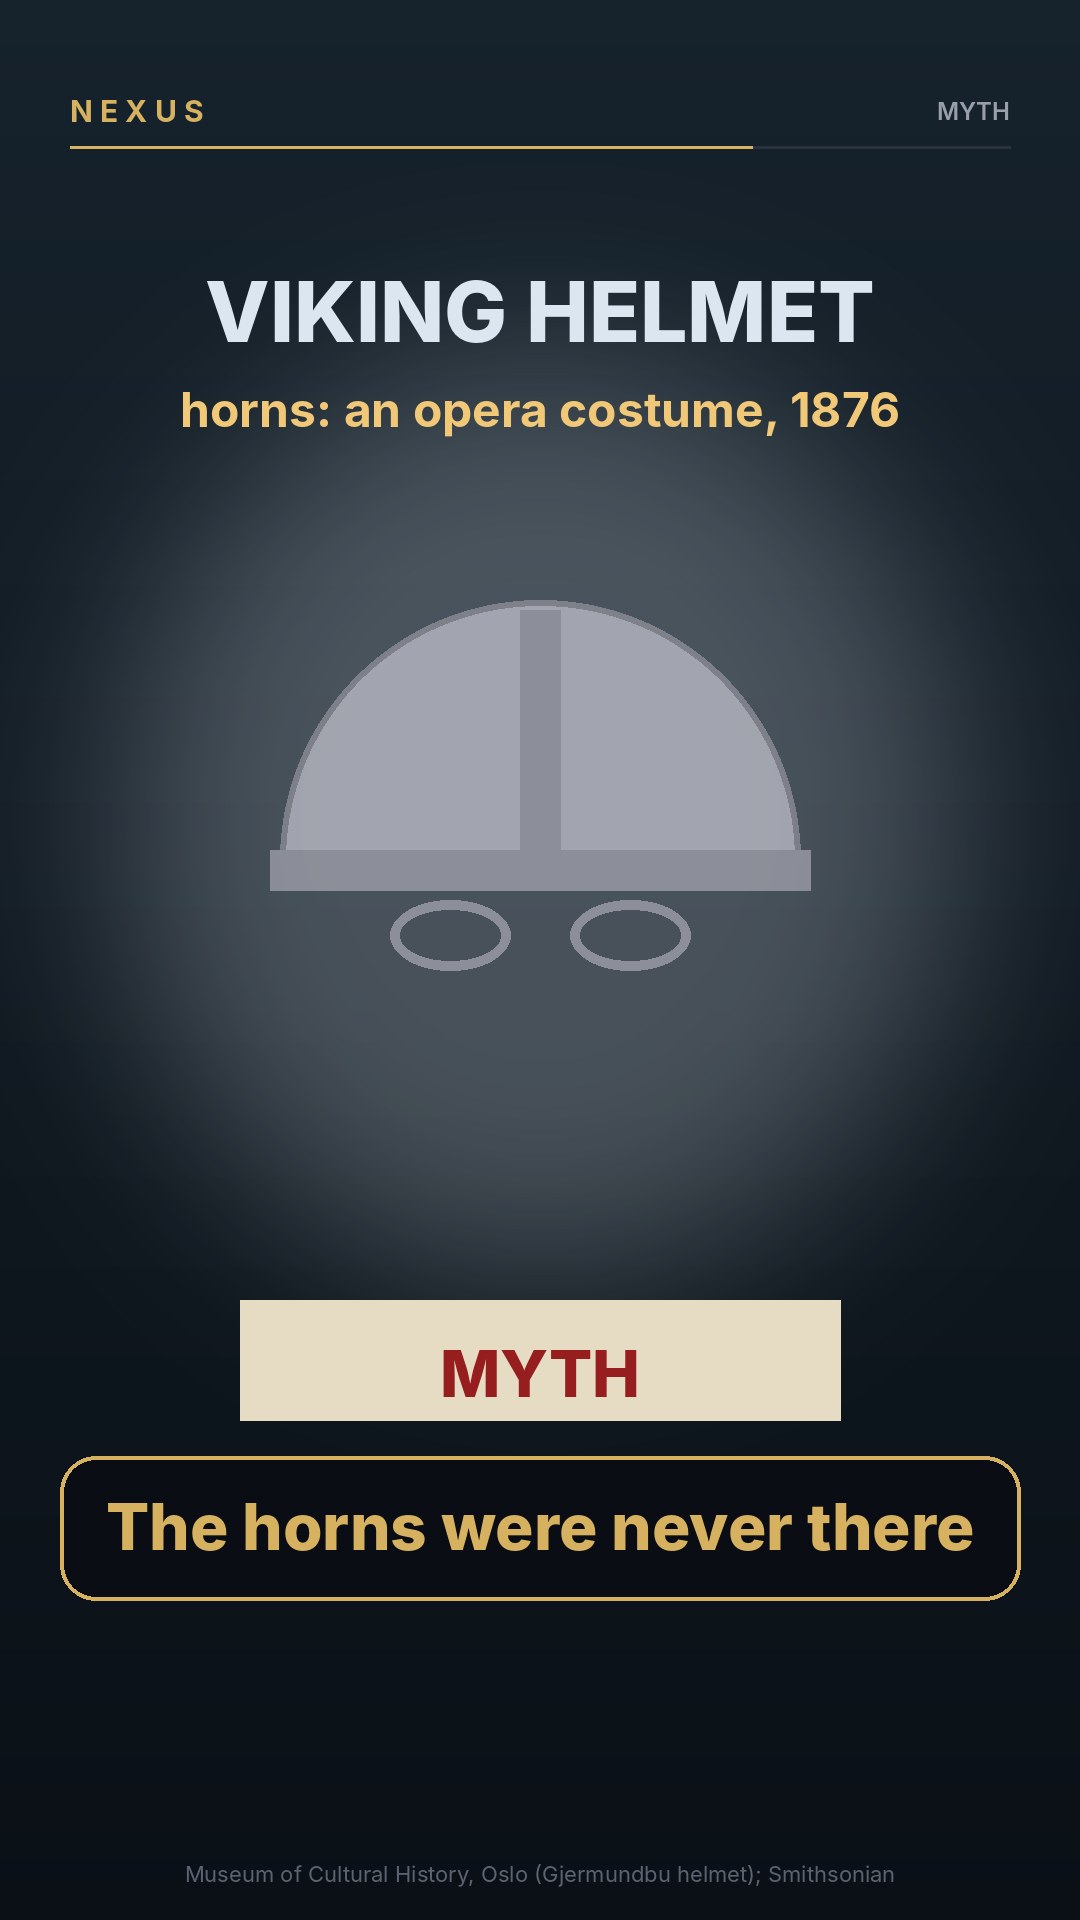 NEXUS
MYTH
VIKING HELMET
horns: an opera costume, 1876
MYTH
The horns were never there
Museum of Cultural History, Oslo (Gjermundbu helmet); Smithsonian